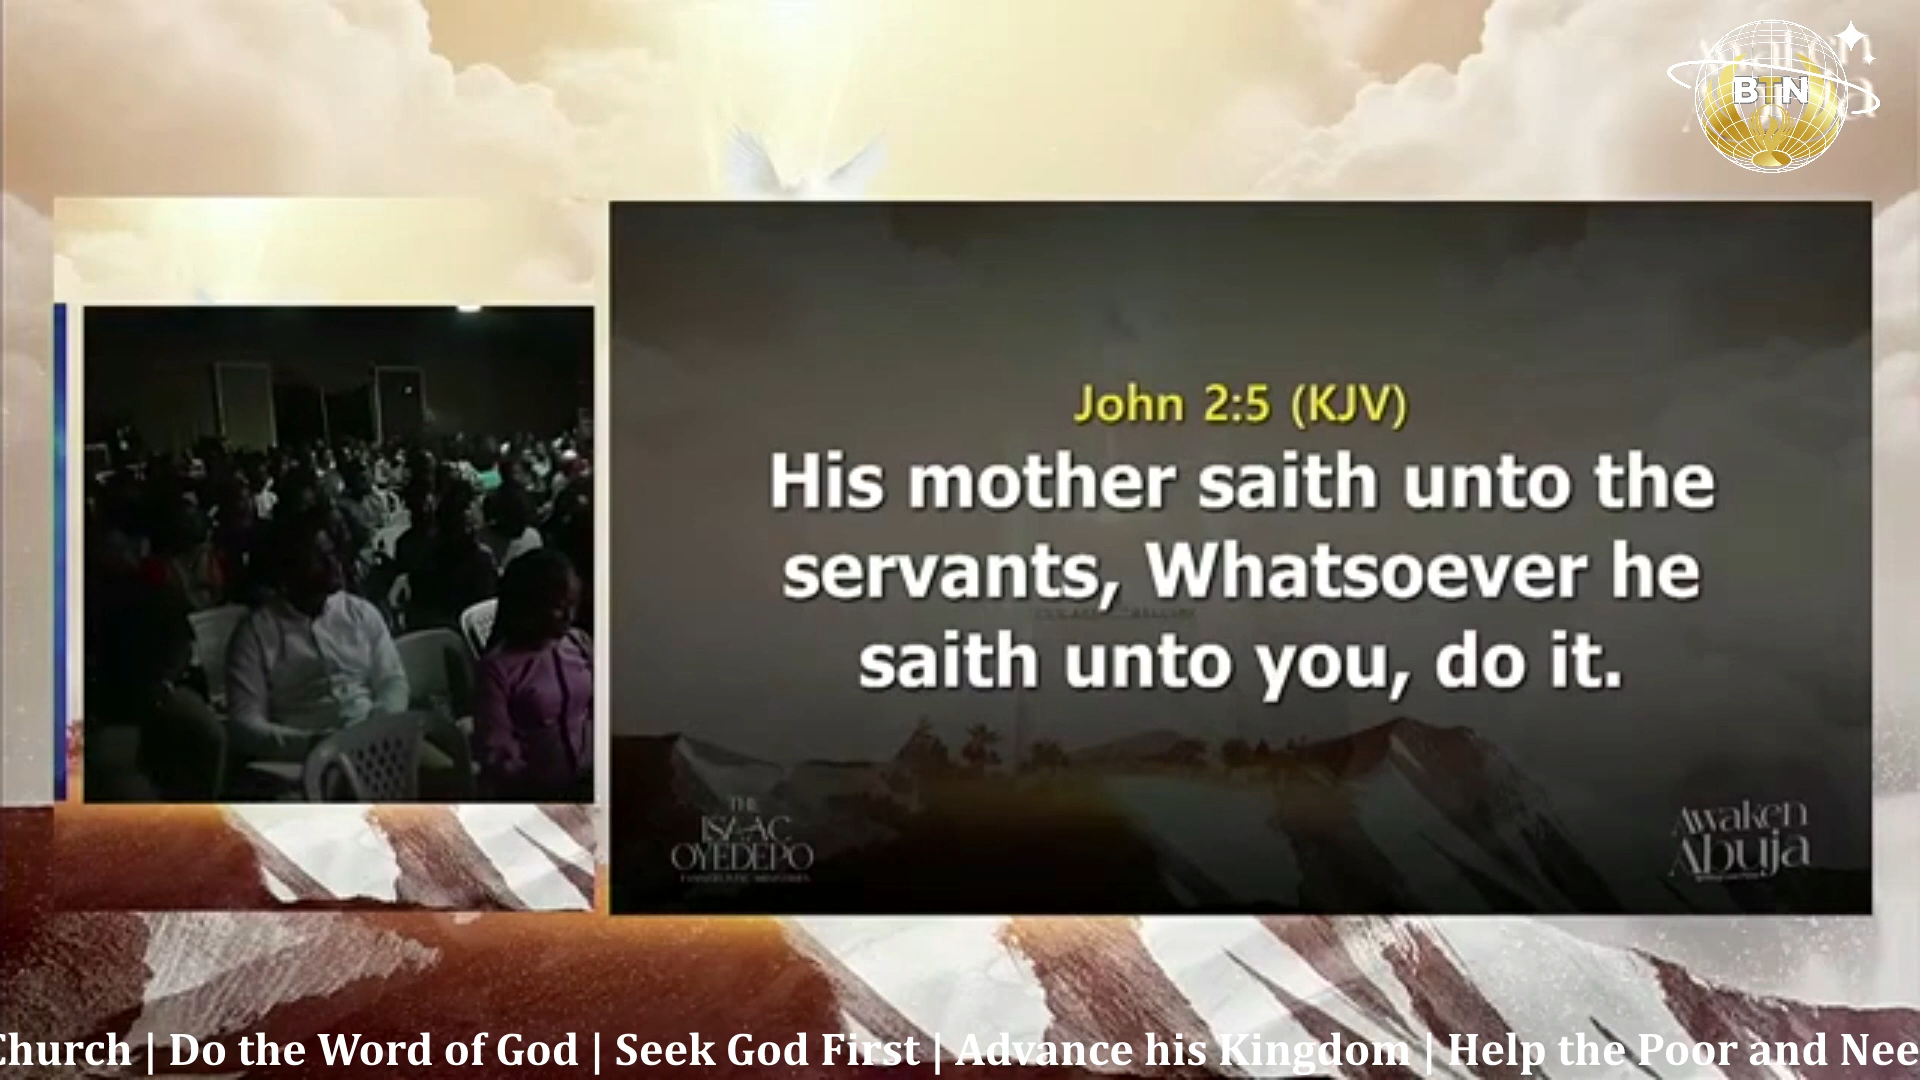 BTN
John 2:5 (KJV)
His mother saith unto the
servants, Whatsoever he
saith unto you, do it.
THE
ISAAC
OYEDEPO
Awaken
Abuja
Church | Do the Word of God | Seek God First | Advance his Kingdom | Help the Poor and Nee